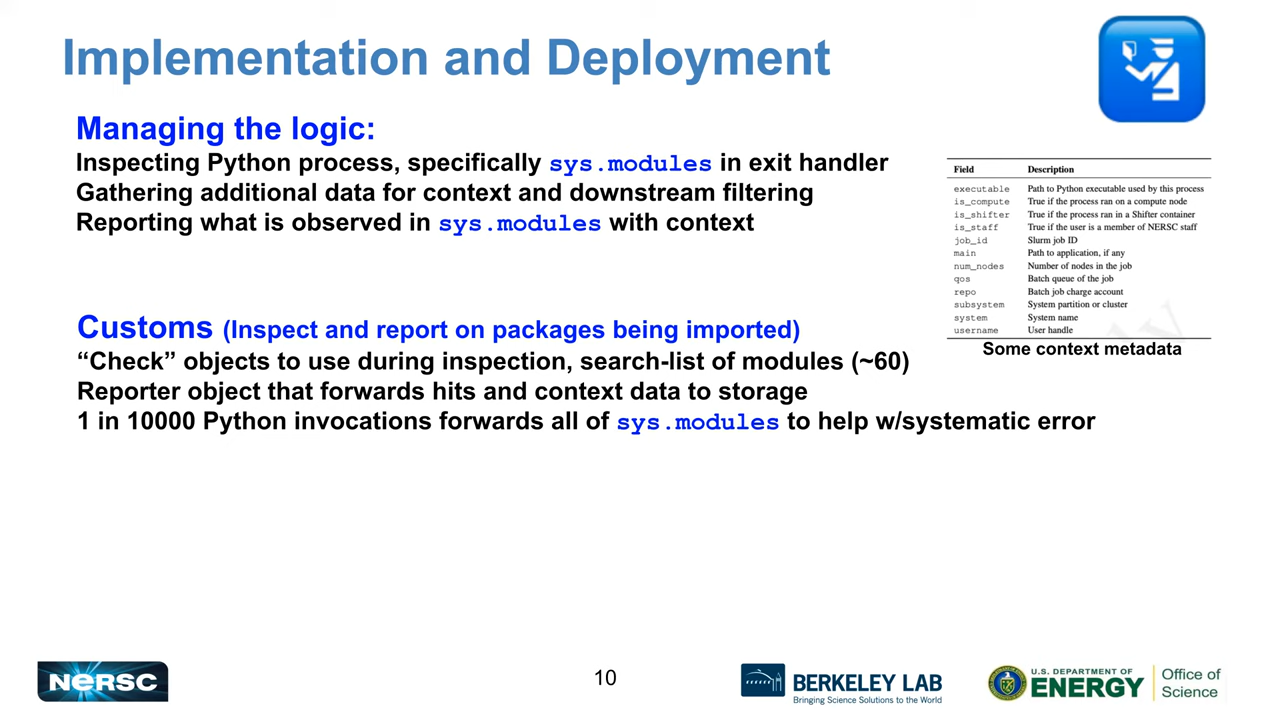 Implementation and Deployment
Managing the logic:
Inspecting Python process, specifically sys.modules in exit handler
Gathering additional data for context and downstream filtering
Reporting what is observed in sys.modules with context
Field Description
executable Path to Python executable used by this process
is_compute True if the process ran on a compute node
is_shifter True if the process ran in a Shifter container
is_staff True if the user is a member of NERSC staff
job_id Slurm job ID
main Path to application, if any
num_nodes Number of nodes in the job
qos Batch queue of the job
repo Batch job charge account
subsystem System partition or cluster
system System name
username User handle
Some context metadata
Customs (Inspect and report on packages being imported)
“Check” objects to use during inspection, search-list of modules (~60)
Reporter object that forwards hits and context data to storage
1 in 10000 Python invocations forwards all of sys.modules to help w/systematic error
NERSC
10
BERKELEY LAB
Bringing Science Solutions to the World
U.S. DEPARTMENT OF
ENERGY
Office of
Science